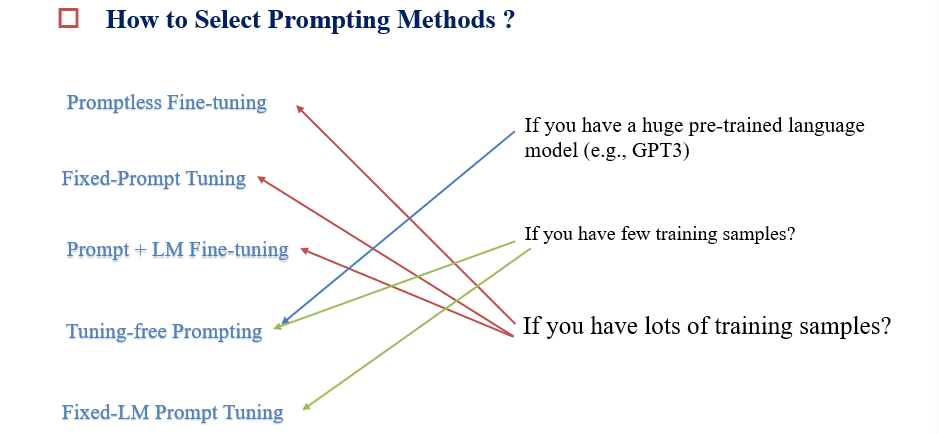 How to Select Prompting Methods ?
Promptless Fine-tuning
Fixed-Prompt Tuning
Prompt + LM Fine-tuning
Tuning-free Prompting
Fixed-LM Prompt Tuning
If you have a huge pre-trained language
model (e.g., GPT3)
If you have few training samples?
If you have lots of training samples?